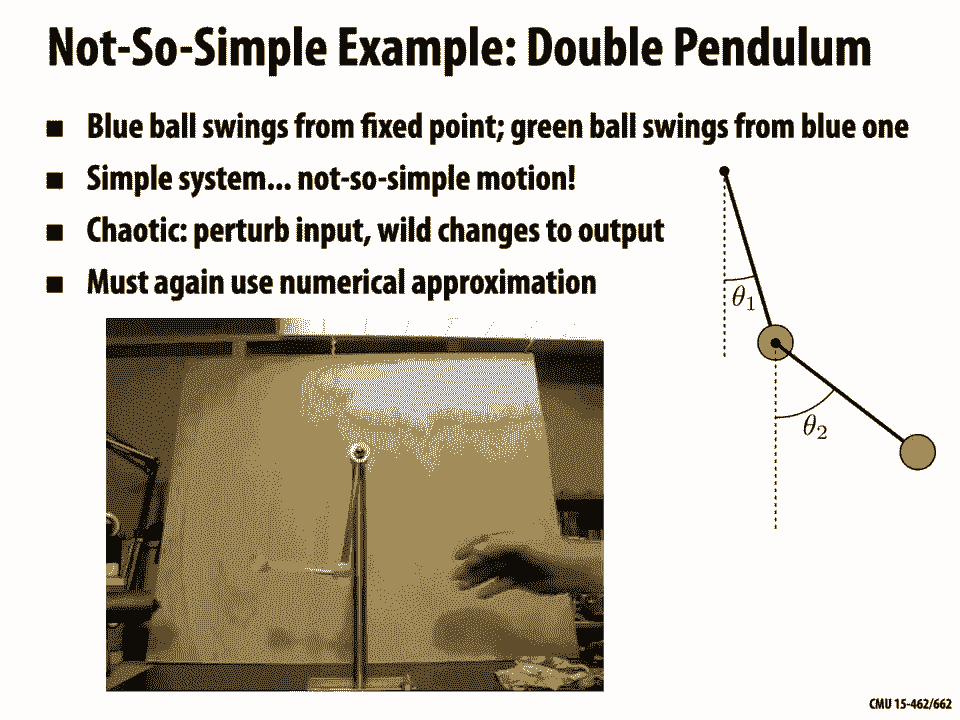 Not-So-Simple Example: Double Pendulum
■ Blue ball swings from fixed point; green ball swings from blue one
■ Simple system... not-so-simple motion!
■ Chaotic: perturb input, wild changes to output
■ Must again use numerical approximation
θ₁
θ₂
CMU 15-462/662